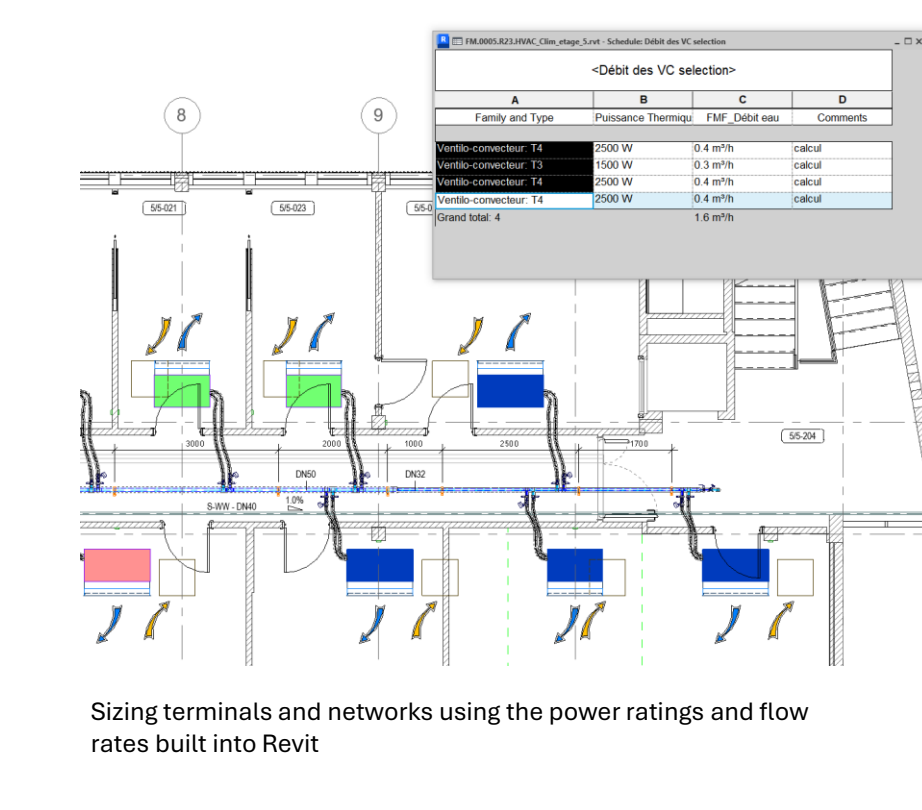 FM.0005.R23.HVAC_Clim_etage_5.rvt - Schedule: Débit des VC selection
<Débit des VC selection>
A B C D
Family and Type Puissance Thermiqu FMF_Débit eau Comments
Ventilo-convecteur: T4 2500 W 0.4 m³/h calcul
Ventilo-convecteur: T3 1500 W 0.3 m³/h calcul
Ventilo-convecteur: T4 2500 W 0.4 m³/h calcul
Ventilo-convecteur: T4 2500 W 0.4 m³/h calcul
Grand total: 4 1.6 m³/h
8 9
5/5-021 5/5-023 5/5-0
5/5-204
3000 2000 1000 2500 1700
DN50 DN32
S-WW - DN40 1.0%
Sizing terminals and networks using the power ratings and flow
rates built into Revit